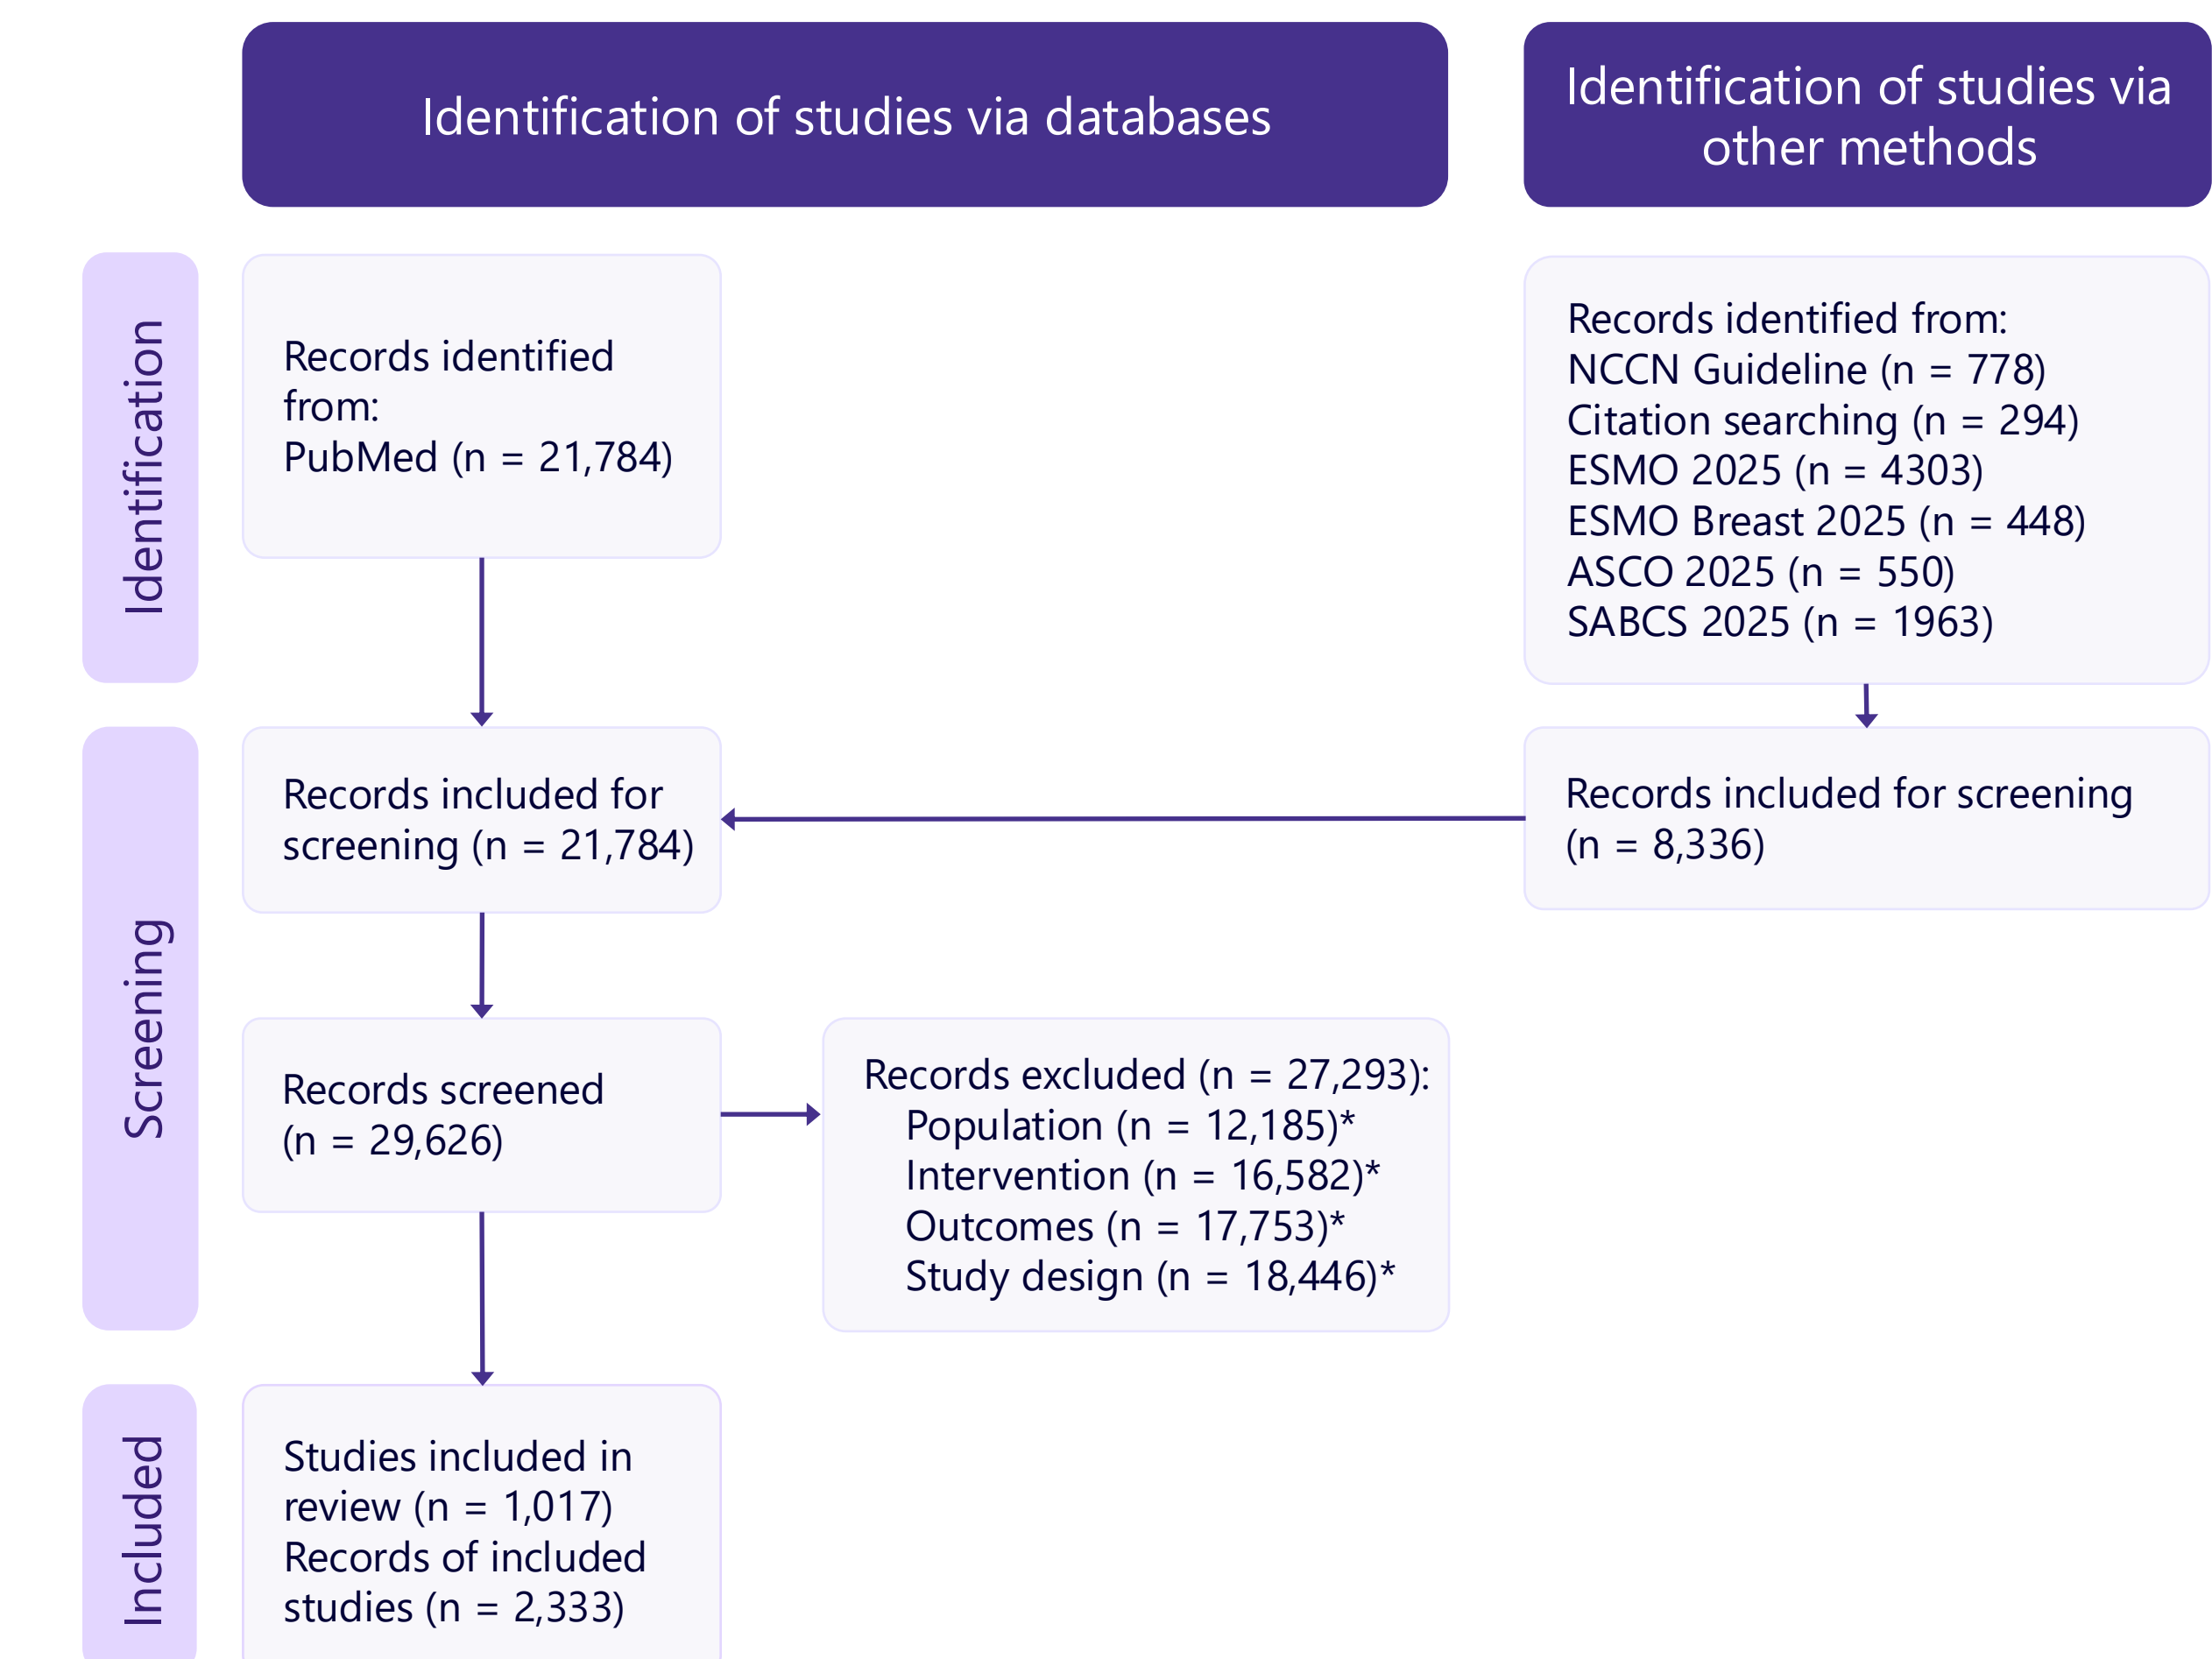 Identification of studies via databases
Identification of studies via
other methods
Identification
Records identified
from:
PubMed (n = 21,784)
Records identified from:
NCCN Guideline (n = 778)
Citation searching (n = 294)
ESMO 2025 (n = 4303)
ESMO Breast 2025 (n = 448)
ASCO 2025 (n = 550)
SABCS 2025 (n = 1963)
Screening
Records included for
screening (n = 21,784)
Records included for screening
(n = 8,336)
Records screened
(n = 29,626)
Records excluded (n = 27,293):
Population (n = 12,185)*
Intervention (n = 16,582)*
Outcomes (n = 17,753)*
Study design (n = 18,446)*
Included
Studies included in
review (n = 1,017)
Records of included
studies (n = 2,333)